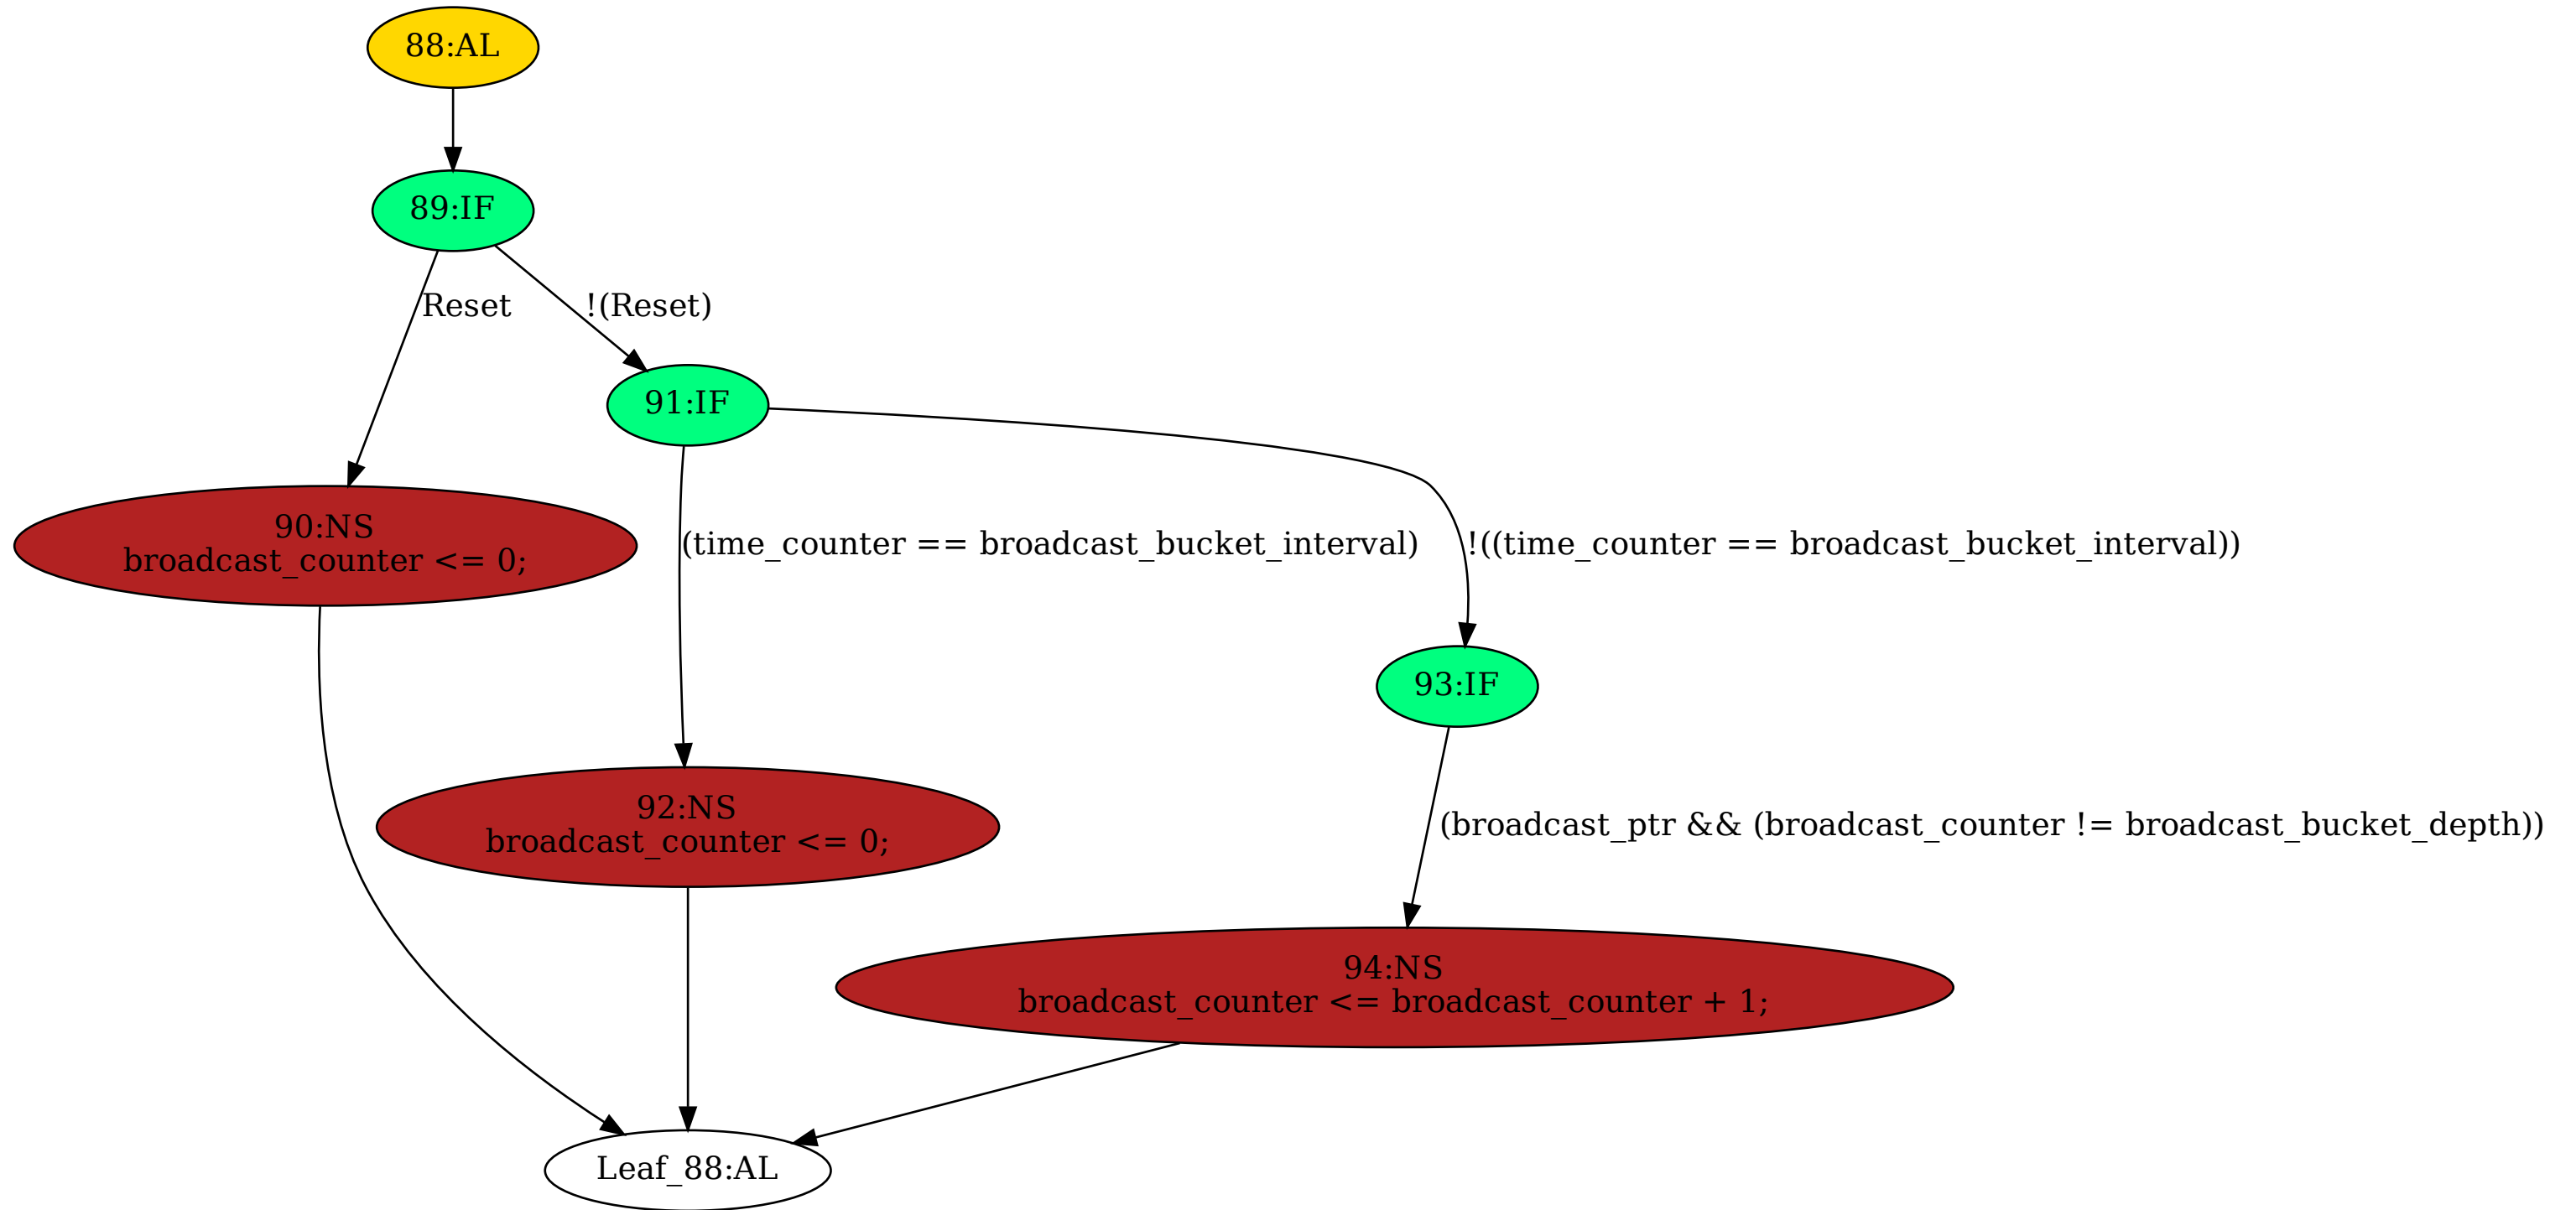 88:AL
89:IF
Reset
!(Reset)
91:IF
90:NS
broadcast_counter <= 0;
(time_counter == broadcast_bucket_interval)
!((time_counter == broadcast_bucket_interval))
93:IF
92:NS
broadcast_counter <= 0;
(broadcast_ptr && (broadcast_counter != broadcast_bucket_depth))
94:NS
broadcast_counter <= broadcast_counter + 1;
Leaf_88:AL